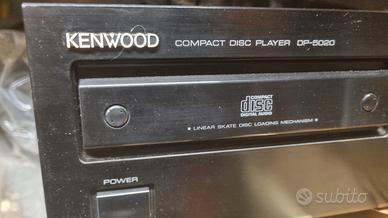 KENWOOD COMPACT DISC PLAYER DP-5020
COMPACT
disc
DIGITAL AUDIO
• LINEAR SKATE DISC LOADING MECHANISM •
POWER
subito